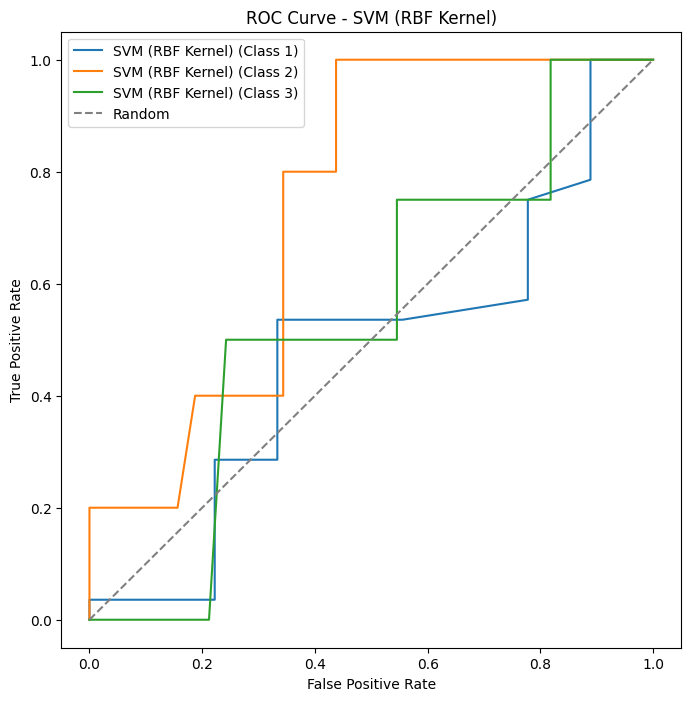 ROC Curve - SVM (RBF Kernel)
SVM (RBF Kernel) (Class 1)
SVM (RBF Kernel) (Class 2)
SVM (RBF Kernel) (Class 3)
Random
True Positive Rate
1.0
0.8
0.6
0.4
0.2
0.0
0.0 0.2 0.4 0.6 0.8 1.0
False Positive Rate